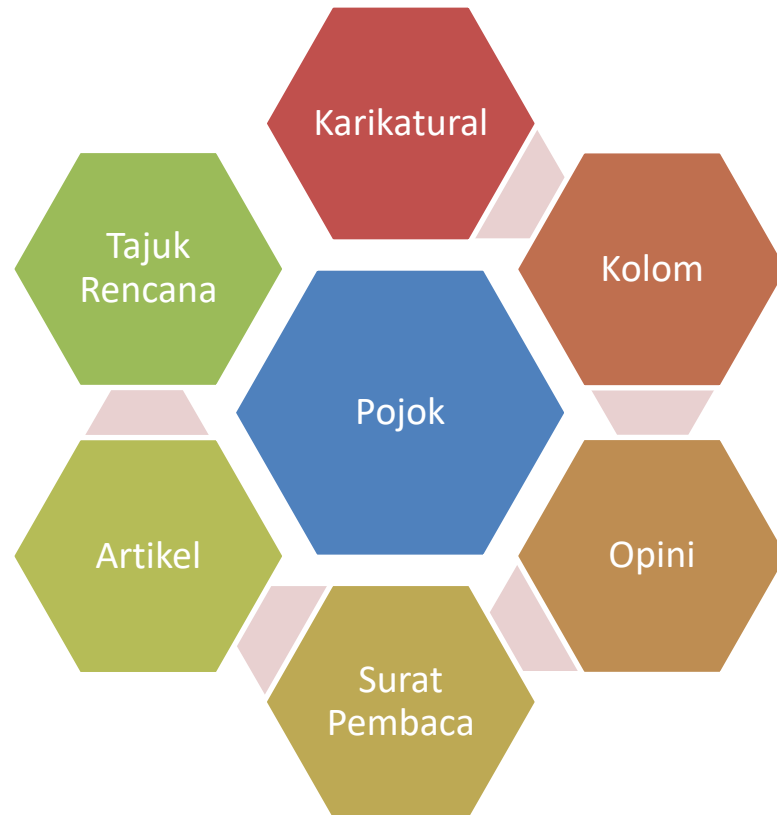 Karikatural
Tajuk
Rencana
Kolom
Pojok
Artikel
Opini
Surat
Pembaca